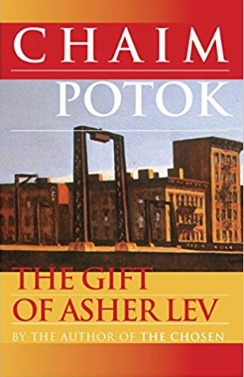 CHAIM
POTOK
THE GIFT
OF ASHER LEV
BY THE AUTHOR OF THE CHOSEN